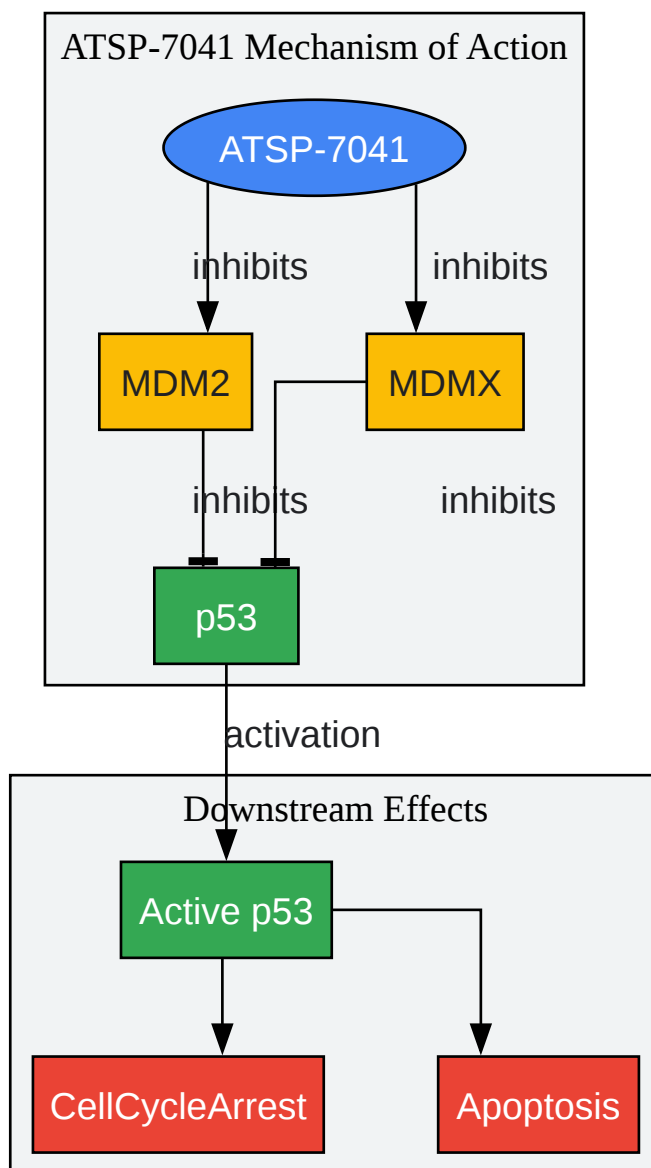 ATSP-7041 Mechanism of Action
ATSP-7041
inhibits
inhibits
MDM2
MDMX
inhibits
inhibits
p53
activation
Downstream Effects
Active p53
CellCycleArrest
Apoptosis